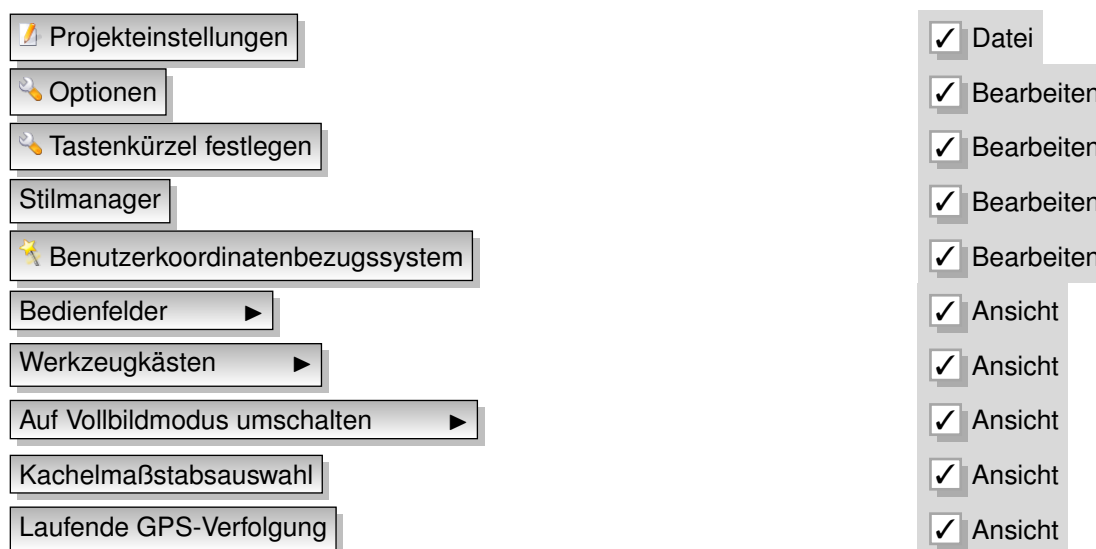 Projekteinstellungen Datei
Optionen Bearbeiten
Tastenkürzel festlegen Bearbeiten
Stilmanager Bearbeiten
Benutzerkoordinatenbezugssystem Bearbeiten
Bedienfelder Ansicht
Werkzeugkästen Ansicht
Auf Vollbildmodus umschalten Ansicht
Kachelmaßstabsauswahl Ansicht
Laufende GPS-Verfolgung Ansicht